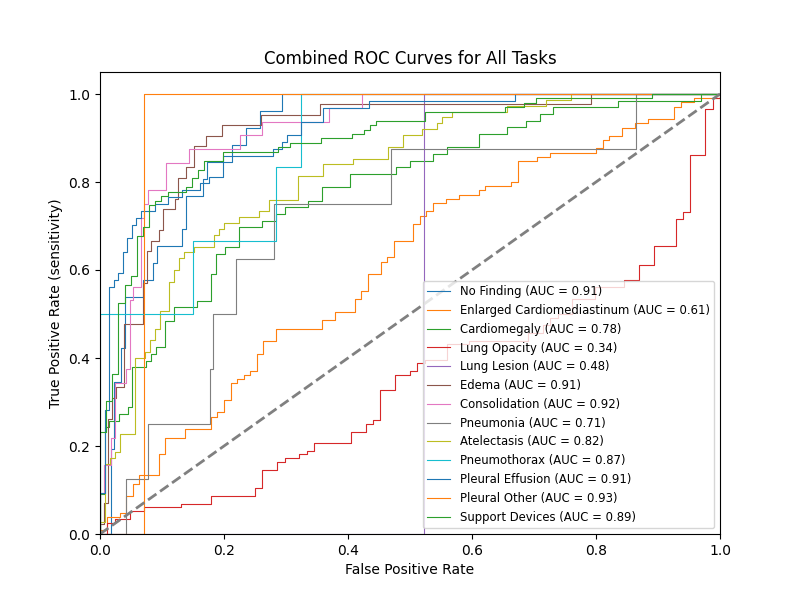 Combined ROC Curves for All Tasks
True Positive Rate (sensitivity)
1.0
0.8
0.6
0.4
0.2
0.0
No Finding (AUC = 0.91)
Enlarged Cardiomediastinum (AUC = 0.61)
Cardiomegaly (AUC = 0.78)
Lung Opacity (AUC = 0.34)
Lung Lesion (AUC = 0.48)
Edema (AUC = 0.91)
Consolidation (AUC = 0.92)
Pneumonia (AUC = 0.71)
Atelectasis (AUC = 0.82)
Pneumothorax (AUC = 0.87)
Pleural Effusion (AUC = 0.91)
Pleural Other (AUC = 0.93)
Support Devices (AUC = 0.89)
0.0 0.2 0.4 0.6 0.8 1.0
False Positive Rate